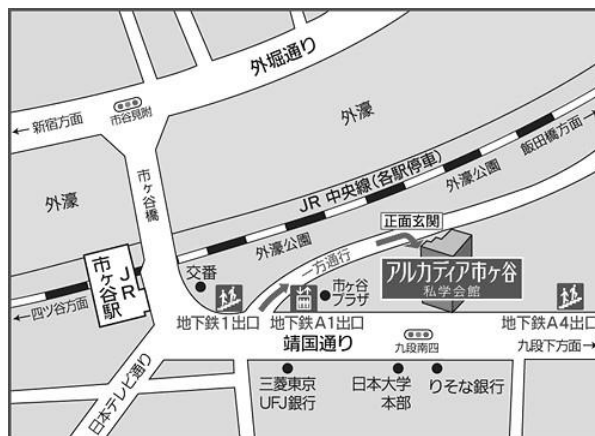 外堀通り
←新宿方面
市谷見附
外濠
飯田橋方面→
JR 中央線(各駅停車)
外濠公園
市ヶ谷橋
外濠
正面玄関
外濠公園
一方通行
アルカディア市ヶ谷
私学会館
JR
市ヶ谷駅
交番
市ヶ谷
プラザ
←四ツ谷方面
地下鉄1出口
地下鉄A1出口
地下鉄A4出口
靖国通り
九段南四
九段下方面→
日本テレビ通り
三菱東京
UFJ銀行
日本大学
本部
りそな銀行